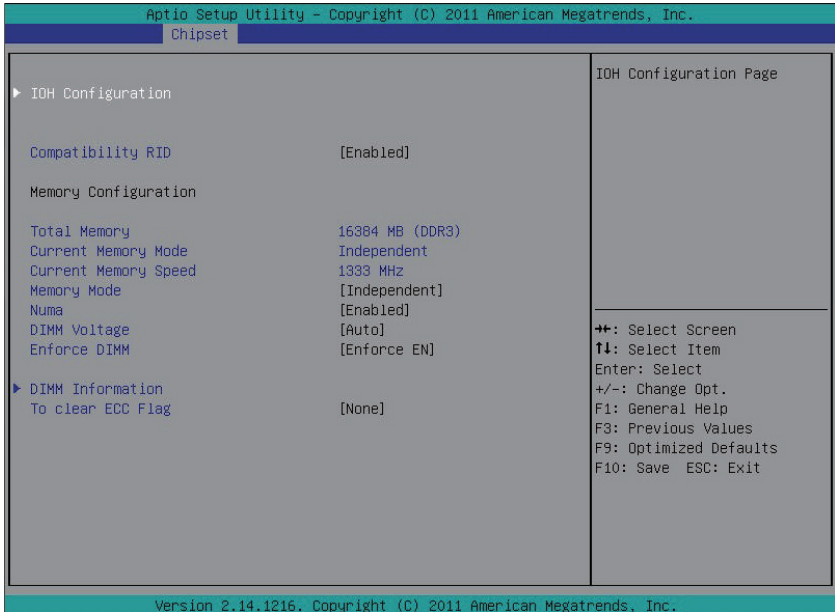 Aptio Setup Utility – Copyright (C) 2011 American Megatrends, Inc.
Chipset
▶ IOH Configuration
Compatibility RID [Enabled]
Memory Configuration
Total Memory 16384 MB (DDR3)
Current Memory Mode Independent
Current Memory Speed 1333 MHz
Memory Mode [Independent]
Numa [Enabled]
DIMM Voltage [Auto]
Enforce DIMM [Enforce EN]
▶ DIMM Information
To clear ECC Flag [None]
IOH Configuration Page
→←: Select Screen
↑↓: Select Item
Enter: Select
+/-: Change Opt.
F1: General Help
F3: Previous Values
F9: Optimized Defaults
F10: Save ESC: Exit
Version 2.14.1216. Copyright (C) 2011 American Megatrends, Inc.